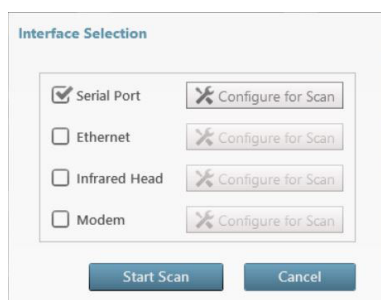 Interface Selection
Serial Port Configure for Scan
Ethernet Configure for Scan
Infrared Head Configure for Scan
Modem Configure for Scan
Start Scan Cancel